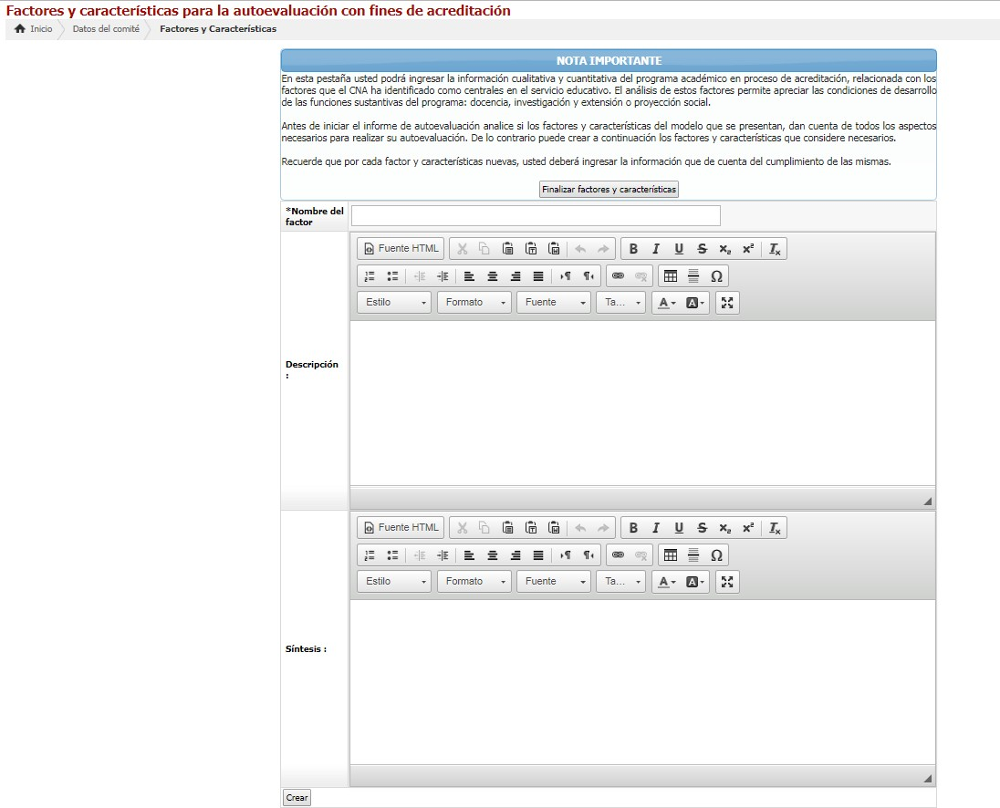 Factores y características para la autoevaluación con fines de acreditación
Inicio Datos del comité Factores y Características
NOTA IMPORTANTE
En esta pestaña usted podrá ingresar la información cualitativa y cuantitativa del programa académico en proceso de acreditación, relacionada con los
factores que el CNA ha identificado como centrales en el servicio educativo. El análisis de estos factores permite apreciar las condiciones de desarrollo
de las funciones sustantivas del programa: docencia, investigación y extensión o proyección social.
Antes de iniciar el informe de autoevaluación analice si los factores y características del modelo que se presentan, dan cuenta de todos los aspectos
necesarios para realizar su autoevaluación. De lo contrario puede crear a continuación los factores y características que considere necesarios.
Recuerde que por cada factor y características nuevas, usted deberá ingresar la información que de cuenta del cumplimiento de las mismas.
Finalizar factores y características
*Nombre del
factor
Fuente HTML B I U S x₂ x² Tx
Ω
Estilo Formato Fuente Ta... A A
Descripción
:
Fuente HTML B I U S x₂ x² Tx
Ω
Estilo Formato Fuente Ta... A A
Síntesis :
Crear